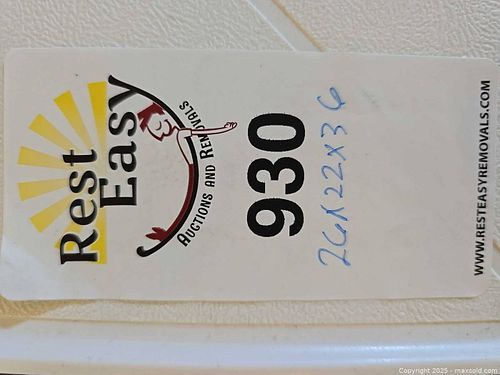 Rest
Easy
AUCTIONS AND REMOVALS
930
26X22X36
WWW.RESTEASYREMOVALS.COM
Copyright 2025 - maxsold.com